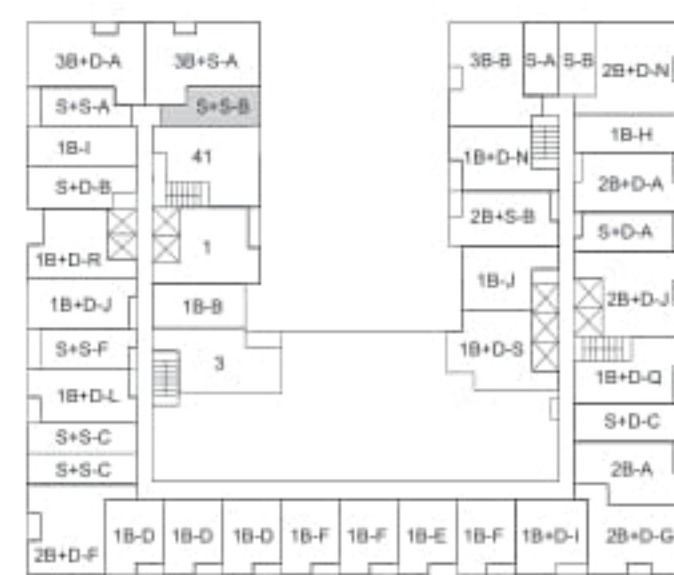 3B+D-A 3B+S-A 3B-B S-A S-B 2B+D-N
S+S-A S+S-B
1B-I 41 1B+D-N 1B-H
S+D-B 2B+D-A
2B+S-B S+D-A
1B+D-R 1 1B-J 2B+D-J
1B+D-J 1B-B
S+S-F 3 1B+D-S
1B+D-L 1B+D-Q
S+S-C S+D-C
S+S-C 2B-A
2B+D-F 1B-D 1B-D 1B-D 1B-F 1B-F 1B-E 1B-F 1B+D-I 2B+D-G